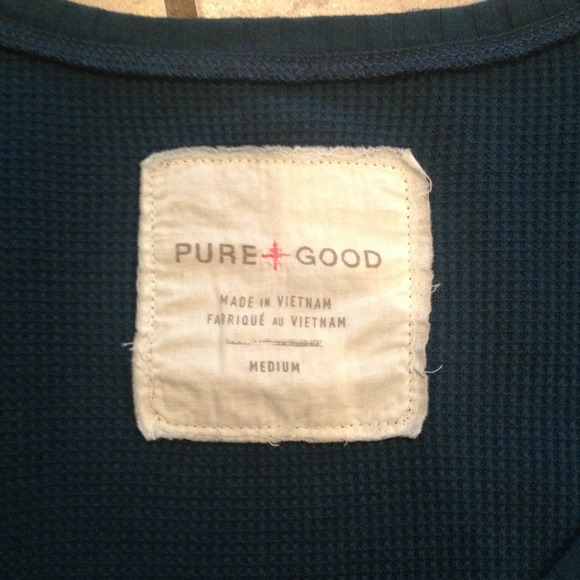 PURE + GOOD
MADE IN VIETNAM
FABRIQUÉ AU VIETNAM
MEDIUM